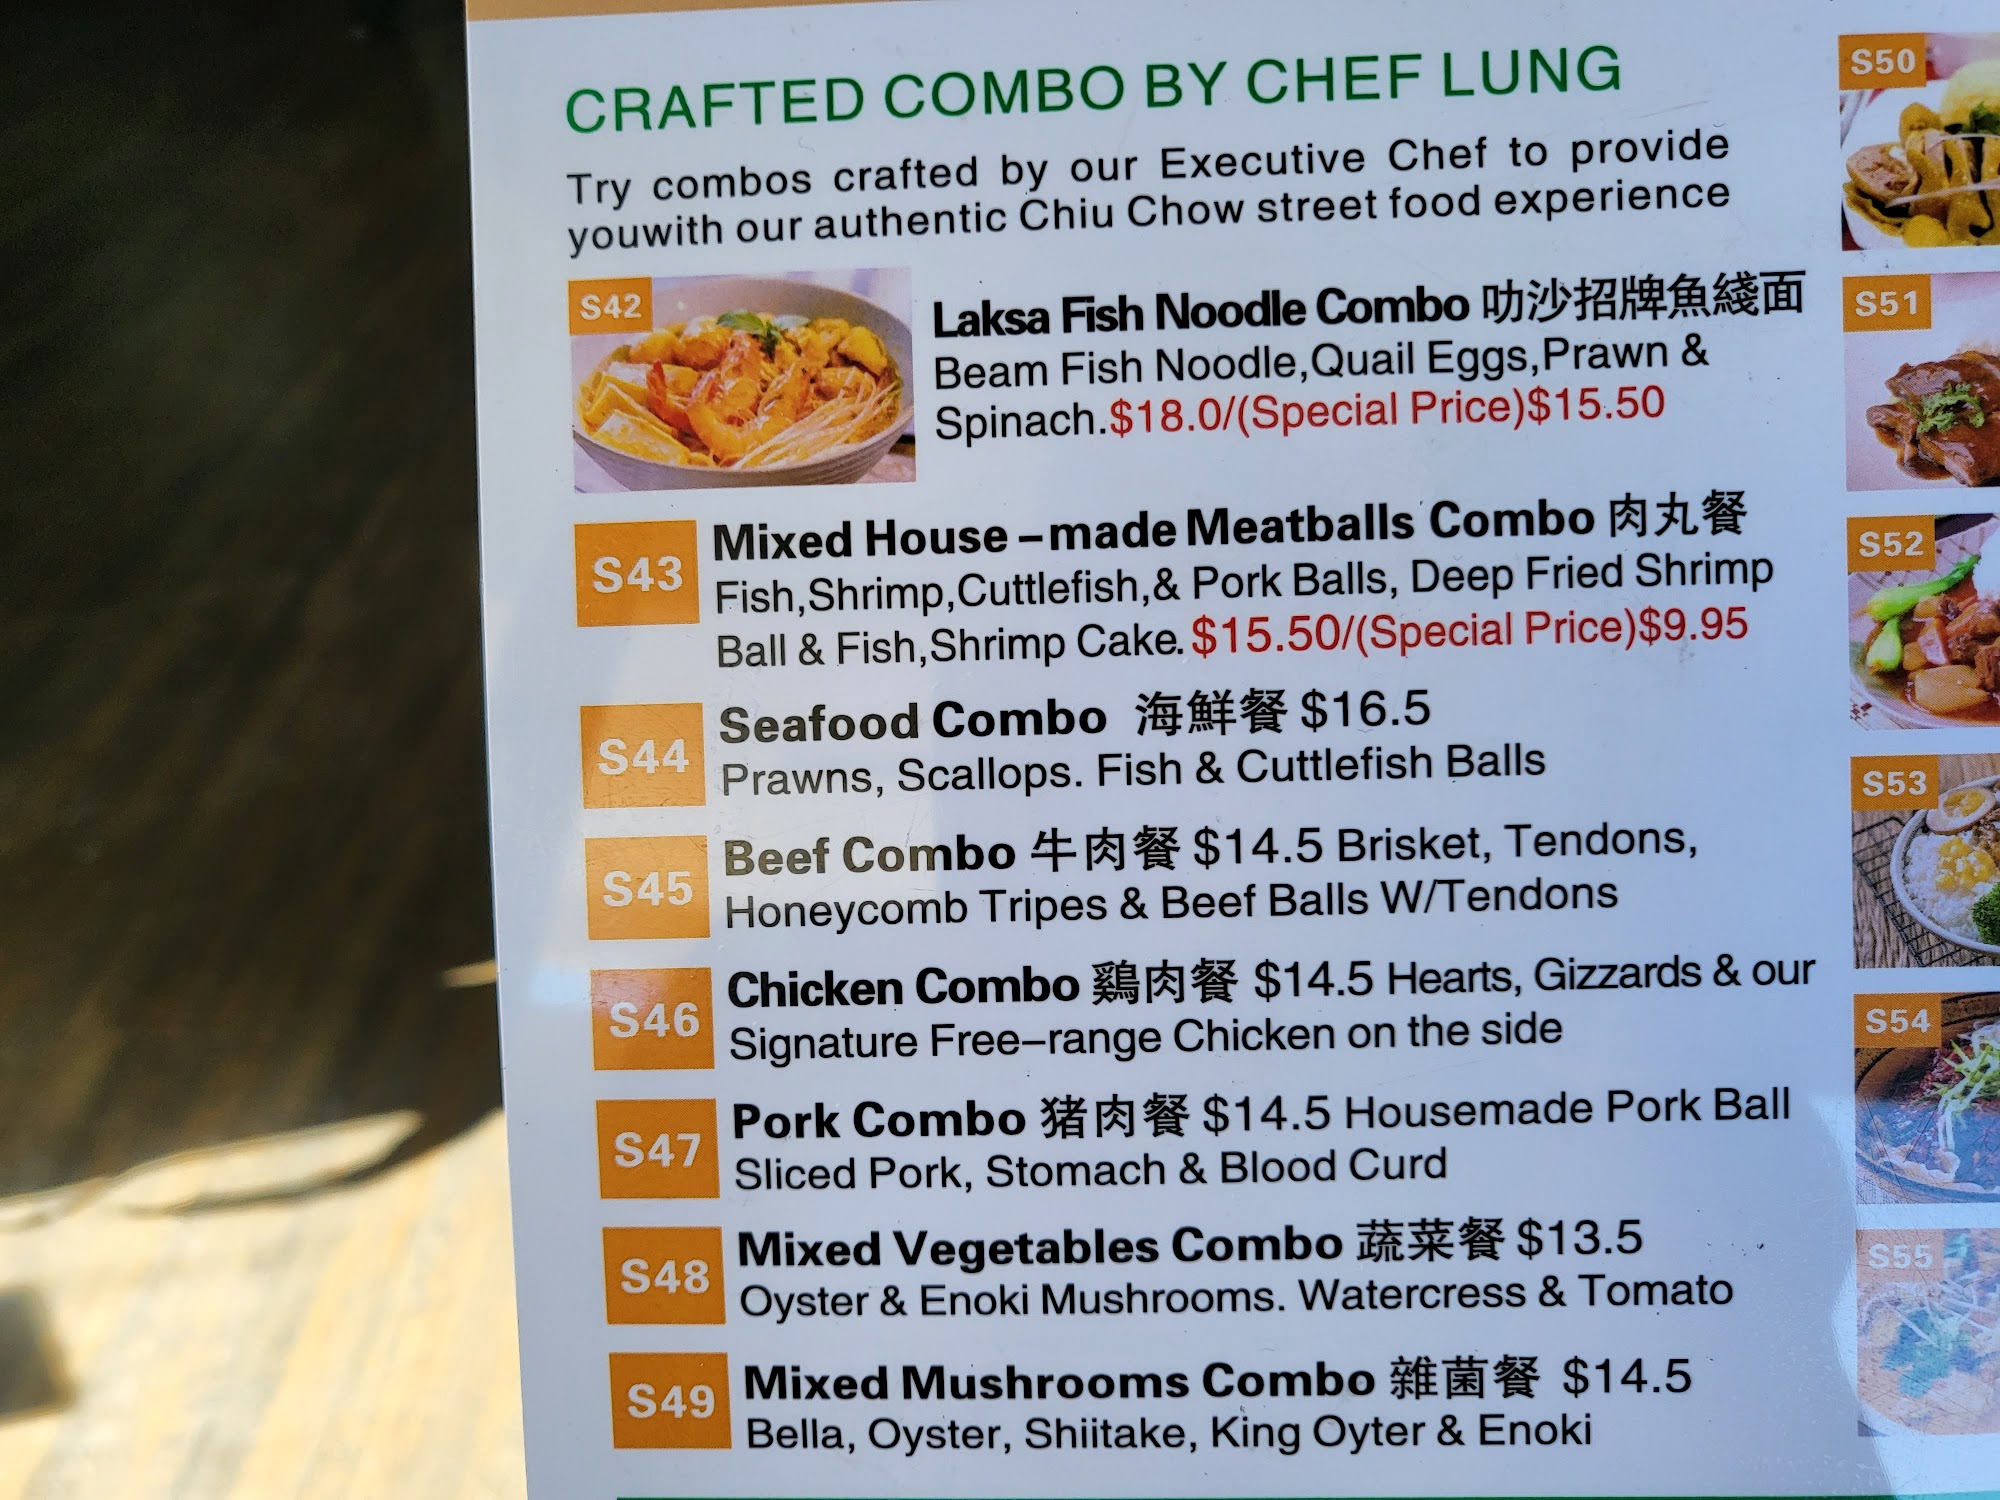 CRAFTED COMBO BY CHEF LUNG
Try combos crafted by our Executive Chef to provide
youwith our authentic Chiu Chow street food experience
S42
Laksa Fish Noodle Combo 叻沙招牌魚綫面
Beam Fish Noodle,Quail Eggs,Prawn &
Spinach.$18.0/(Special Price)$15.50
S43
Mixed House–made Meatballs Combo 肉丸餐
Fish,Shrimp,Cuttlefish,& Pork Balls, Deep Fried Shrimp
Ball & Fish,Shrimp Cake.$15.50/(Special Price)$9.95
S44
Seafood Combo 海鮮餐 $16.5
Prawns, Scallops. Fish & Cuttlefish Balls
S45
Beef Combo 牛肉餐 $14.5 Brisket, Tendons,
Honeycomb Tripes & Beef Balls W/Tendons
S46
Chicken Combo 鷄肉餐 $14.5 Hearts, Gizzards & our
Signature Free–range Chicken on the side
S47
Pork Combo 猪肉餐 $14.5 Housemade Pork Ball
Sliced Pork, Stomach & Blood Curd
S48
Mixed Vegetables Combo 蔬菜餐 $13.5
Oyster & Enoki Mushrooms. Watercress & Tomato
S49
Mixed Mushrooms Combo 雜菌餐 $14.5
Bella, Oyster, Shiitake, King Oyter & Enoki
S50
S51
S52
S53
S54
S55